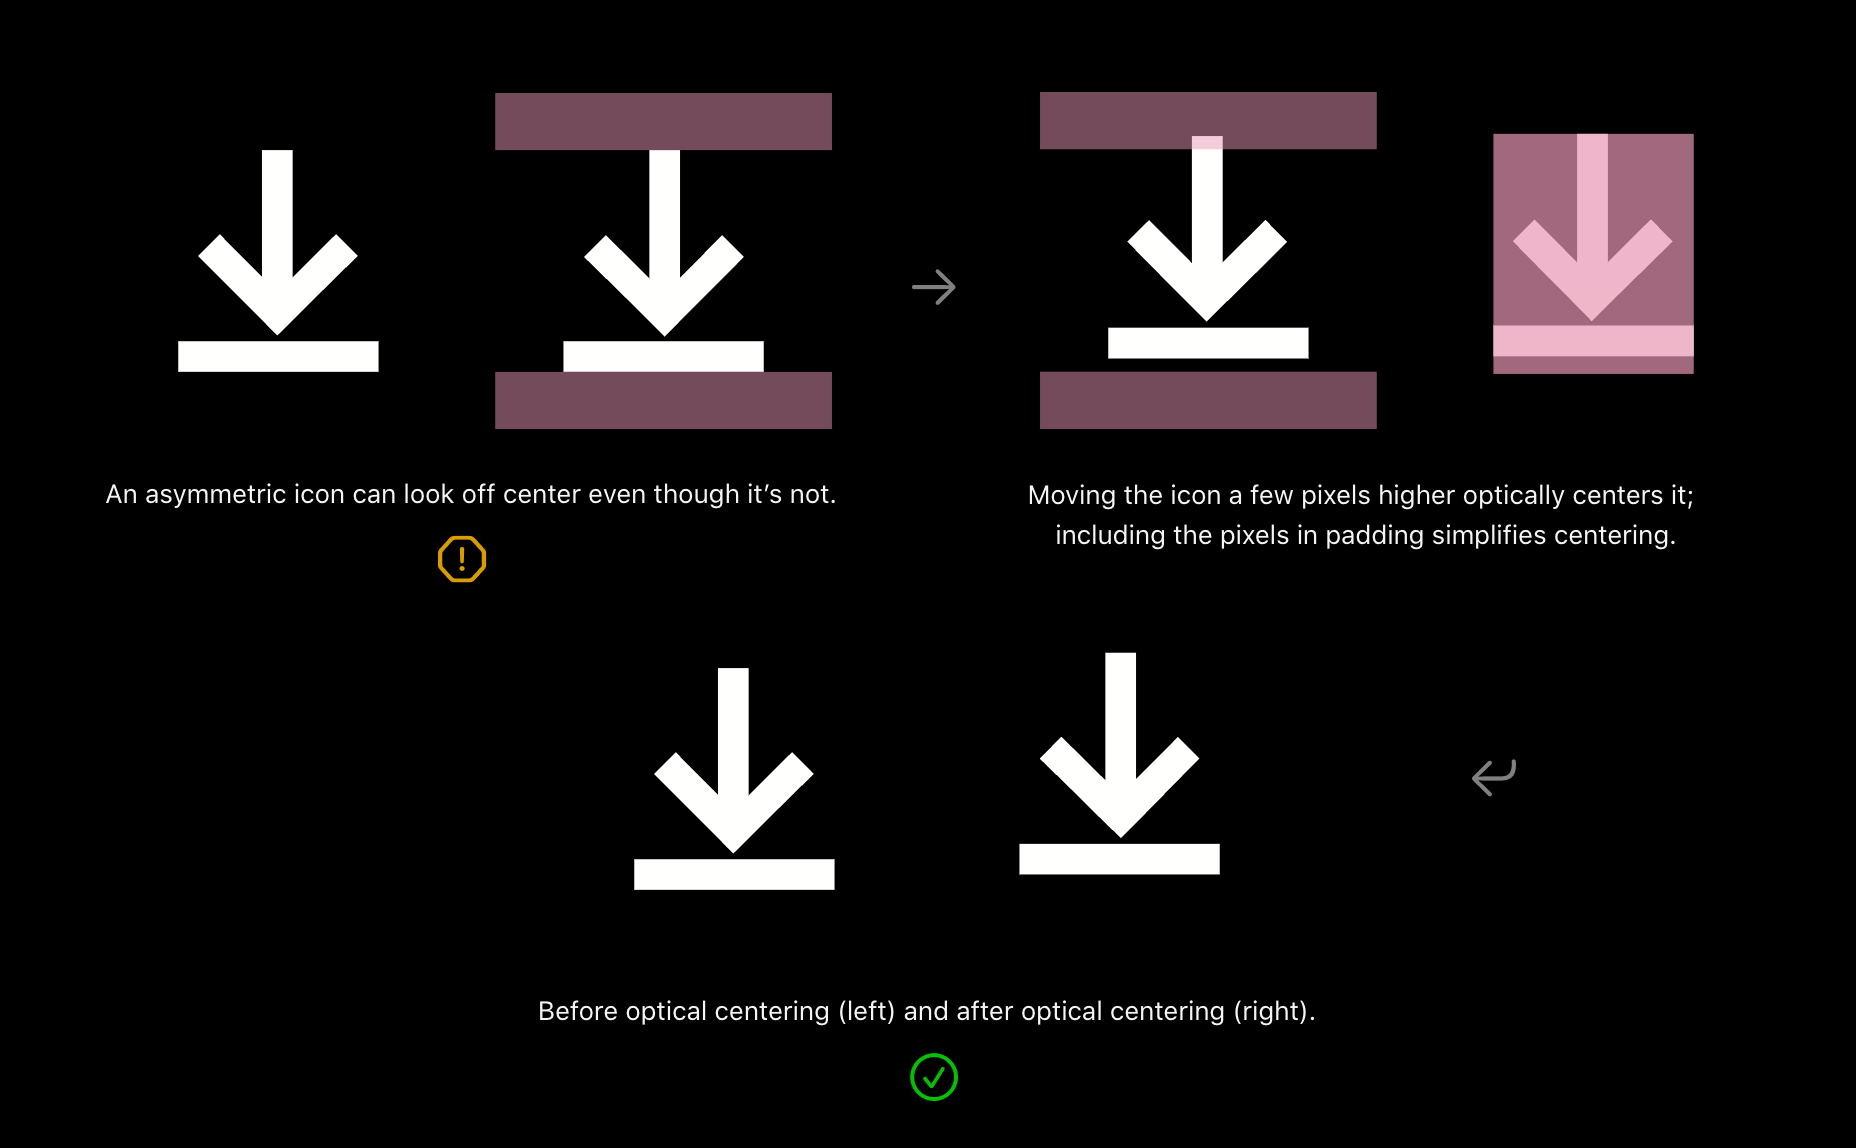 An asymmetric icon can look off center even though it’s not.
Moving the icon a few pixels higher optically centers it;
including the pixels in padding simplifies centering.
Before optical centering (left) and after optical centering (right).